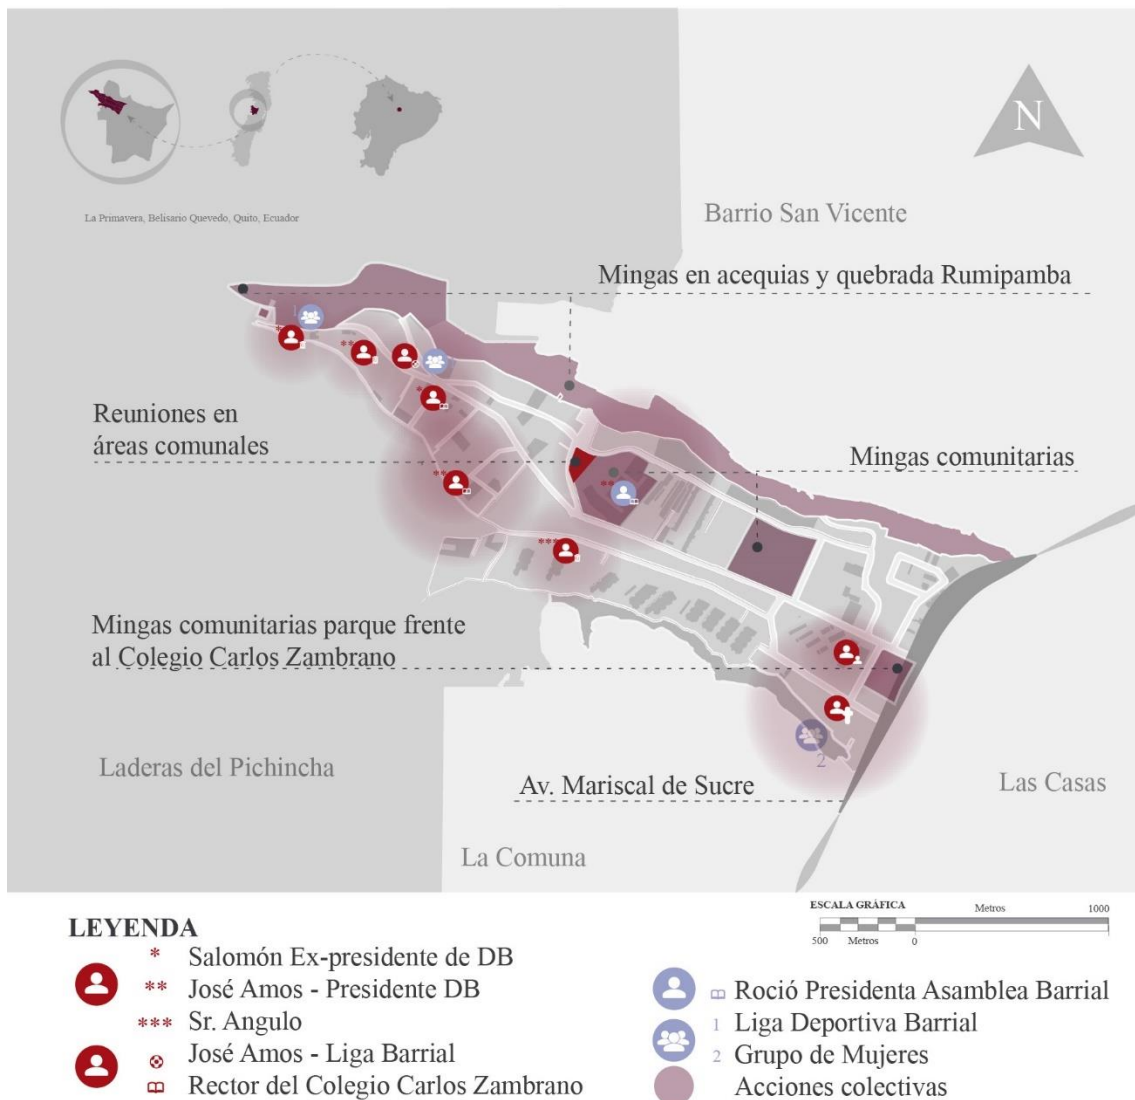 N
La Primavera, Belisario Quevedo, Quito, Ecuador
Barrio San Vicente
Mingas en acequias y quebrada Rumipamba
1
**
*
Reuniones en
áreas comunales
Mingas comunitarias
**
**
***
Mingas comunitarias parque frente
al Colegio Carlos Zambrano
2
Laderas del Pichincha
Av. Mariscal de Sucre
Las Casas
La Comuna
ESCALA GRÁFICA
Metros
1000
500
Metros
0
LEYENDA
* Salomón Ex-presidente de DB
** José Amos - Presidente DB
*** Sr. Angulo
José Amos - Liga Barrial
Rector del Colegio Carlos Zambrano
Roció Presidenta Asamblea Barrial
1 Liga Deportiva Barrial
2 Grupo de Mujeres
Acciones colectivas